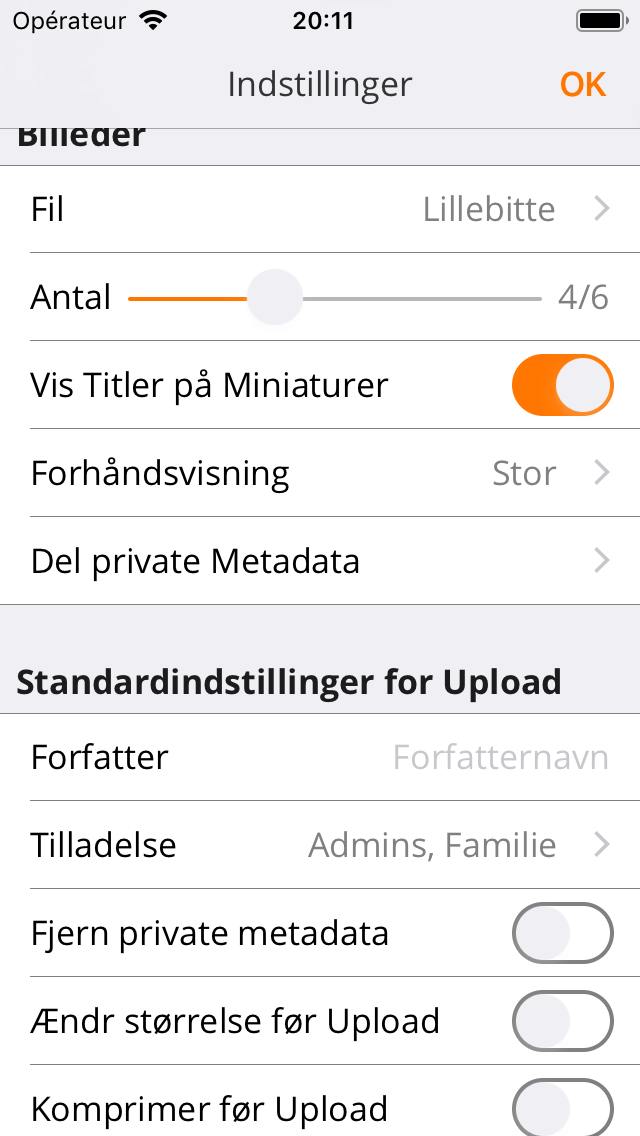 Opérateur 20:11
Indstillinger OK
Billeder
Fil Lillebitte
Antal 4/6
Vis Titler på Miniaturer
Forhåndsvisning Stor
Del private Metadata
Standardindstillinger for Upload
Forfatter Forfatternavn
Tilladelse Admins, Familie
Fjern private metadata
Ændr størrelse før Upload
Komprimer før Upload